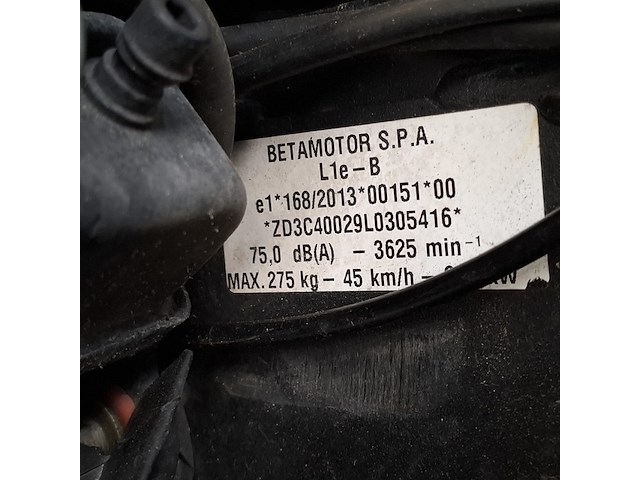 BETAMOTOR S.P.A.
L1e – B
e1*168/2013*00151*00
*ZD3C40029L0305416*
75,0 dB(A) – 3625 min⁻¹
MAX. 275 kg – 45 km/h –